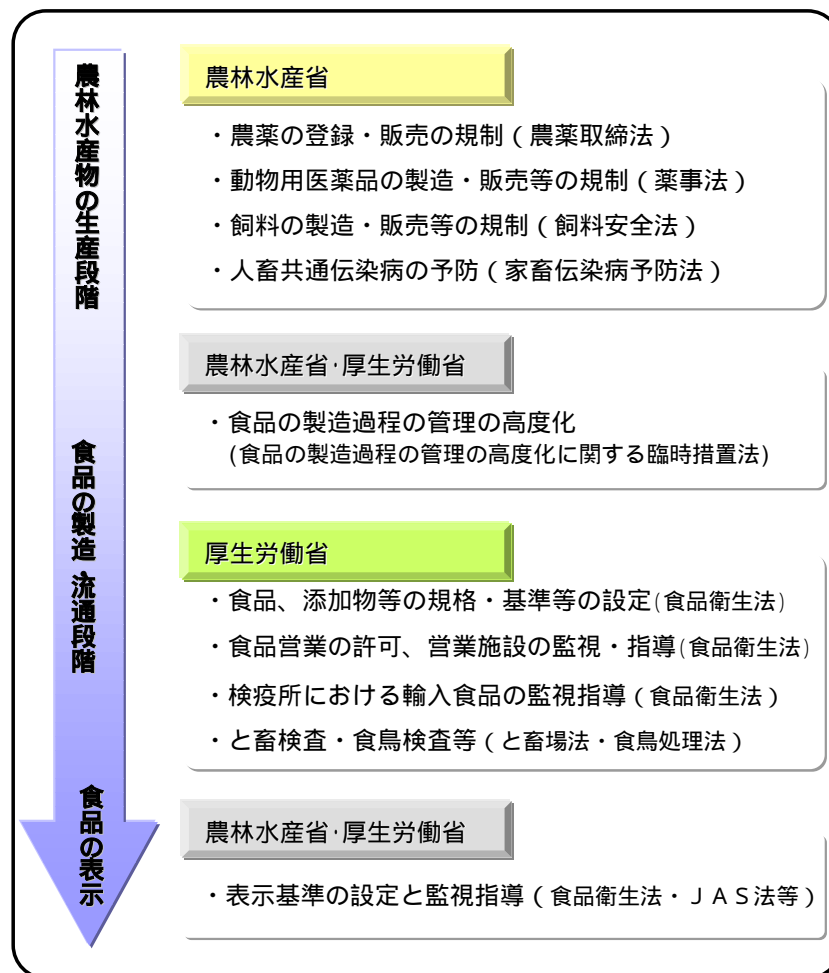 農林水産物の生産段階
食品の製造・流通段階
食品の表示
農林水産省
・農薬の登録・販売の規制(農薬取締法)
・動物用医薬品の製造・販売等の規制(薬事法)
・飼料の製造・販売等の規制(飼料安全法)
・人畜共通伝染病の予防(家畜伝染病予防法)
農林水産省・厚生労働省
・食品の製造過程の管理の高度化
(食品の製造過程の管理の高度化に関する臨時措置法)
厚生労働省
・食品、添加物等の規格・基準等の設定(食品衛生法)
・食品営業の許可、営業施設の監視・指導(食品衛生法)
・検疫所における輸入食品の監視指導(食品衛生法)
・と畜検査・食鳥検査等(と畜場法・食鳥処理法)
農林水産省・厚生労働省
・表示基準の設定と監視指導(食品衛生法・JAS法等)